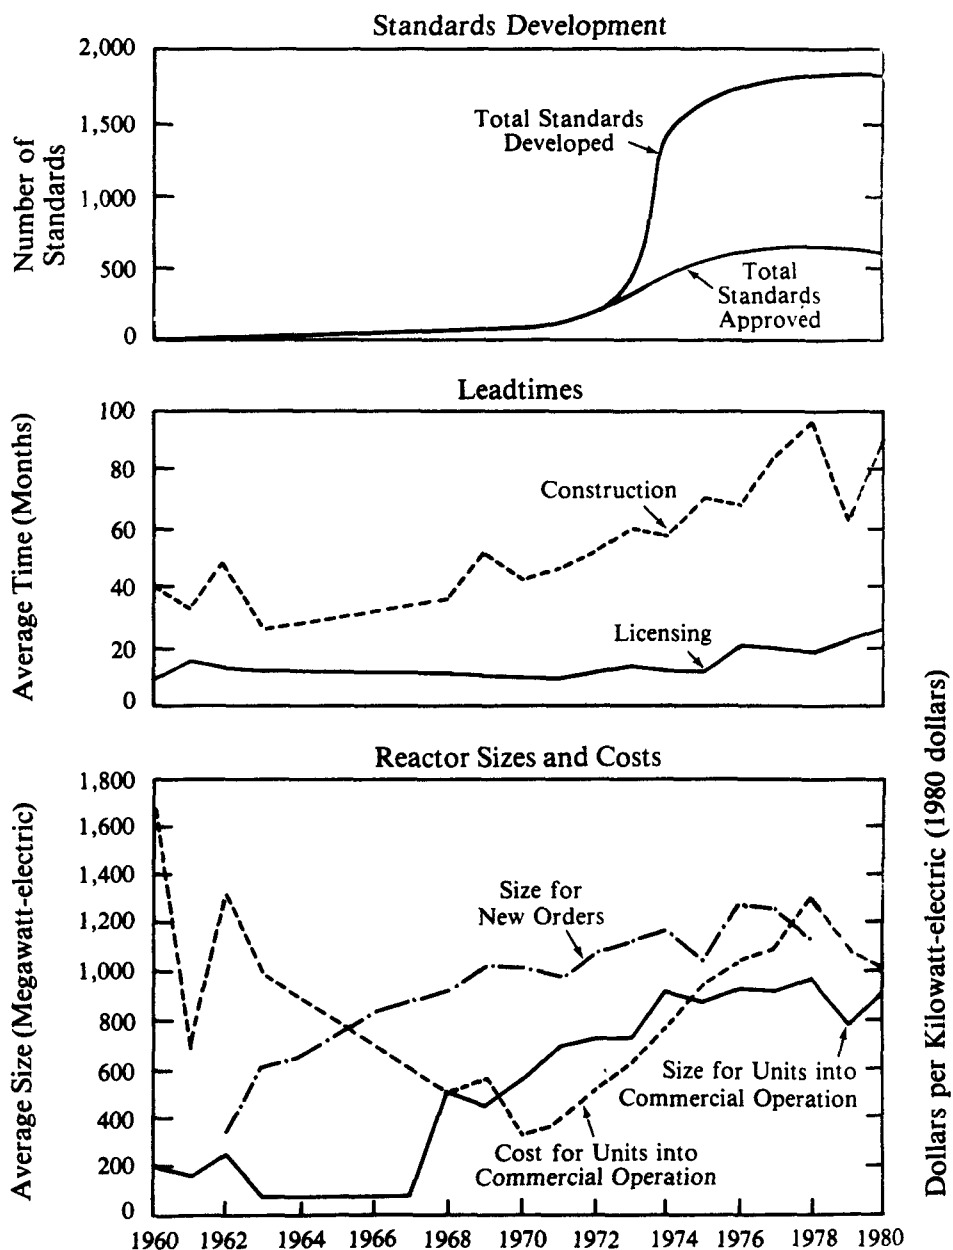 Standards Development
2,000
1,500
1,000
500
0
Number of
Standards
Total Standards
Developed
Total
Standards
Approved
Leadtimes
100
80
60
40
20
0
Average Time (Months)
Construction
Licensing
Reactor Sizes and Costs
1,800
1,600
1,400
1,200
1,000
800
600
400
200
0
Average Size (Megawatt-electric)
Dollars per Kilowatt-electric (1980 dollars)
Size for
New Orders
Size for Units into
Commercial Operation
Cost for Units into
Commercial Operation
1960 1962 1964 1966 1968 1970 1972 1974 1976 1978 1980